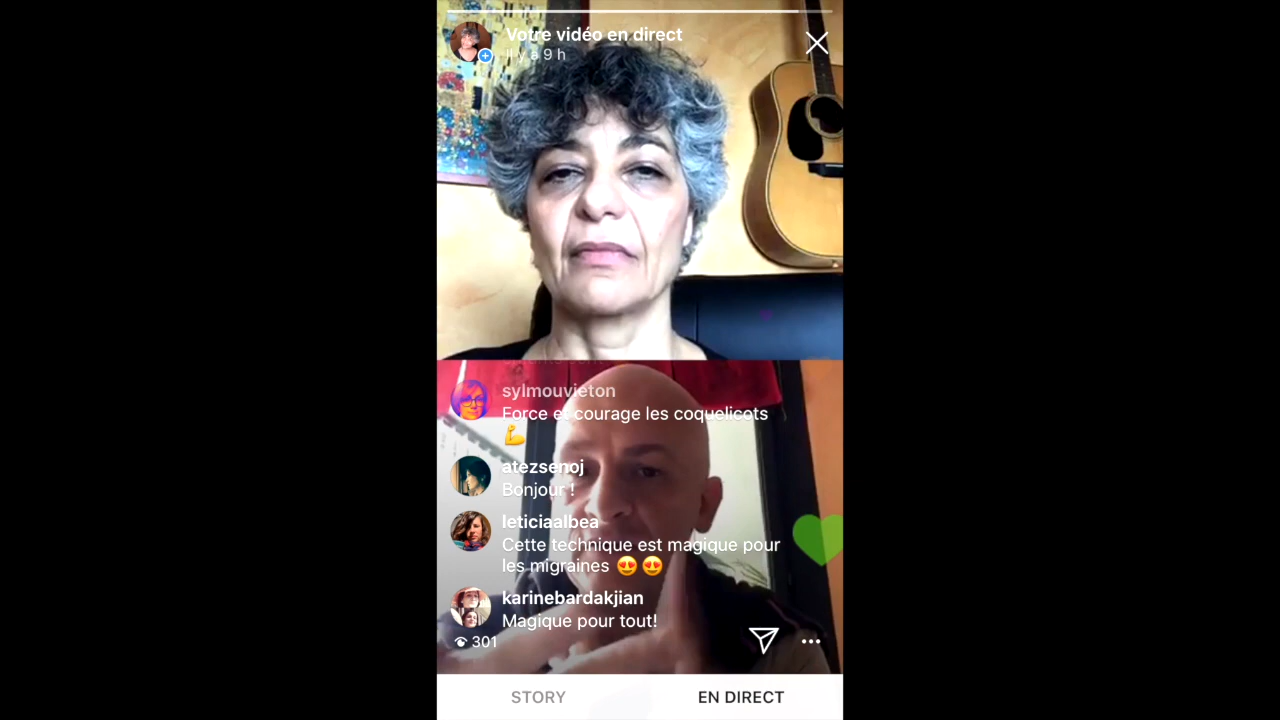 Votre vidéo en direct
Il y a 9 h
sylmouvieton
Force et courage les coquelicots
💪
atezsenoj
Bonjour !
leticiaalbea
Cette technique est magique pour
les migraines 😍😍
karinebardakjian
Magique pour tout!
301
STORY
EN DIRECT